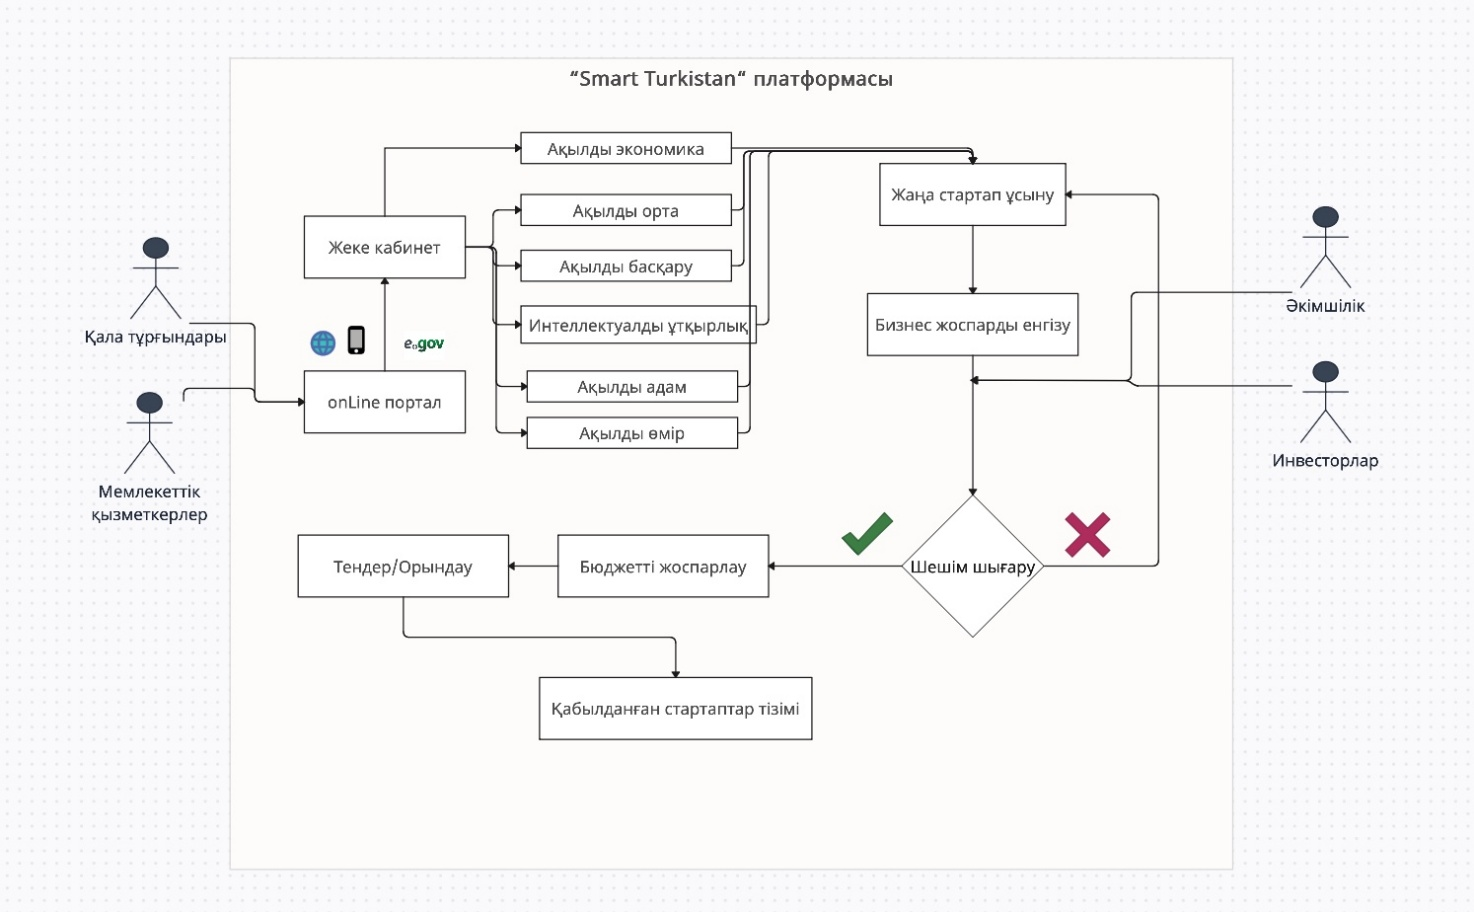 “Smart Turkistan“ платформасы
Ақылды экономика
Жаңа стартап ұсыну
Ақылды орта
Жеке кабинет
Ақылды басқару
Интеллектуалды ұтқырлық
Бизнес жоспарды енгізу
Әкімшілік
Қала тұрғындары
e.gov
Ақылды адам
onLine портал
Ақылды өмір
Инвесторлар
Мемлекеттік
қызметкерлер
Тендер/Орындау
Бюджетті жоспарлау
Шешім шығару
Қабылданған стартаптар тізімі